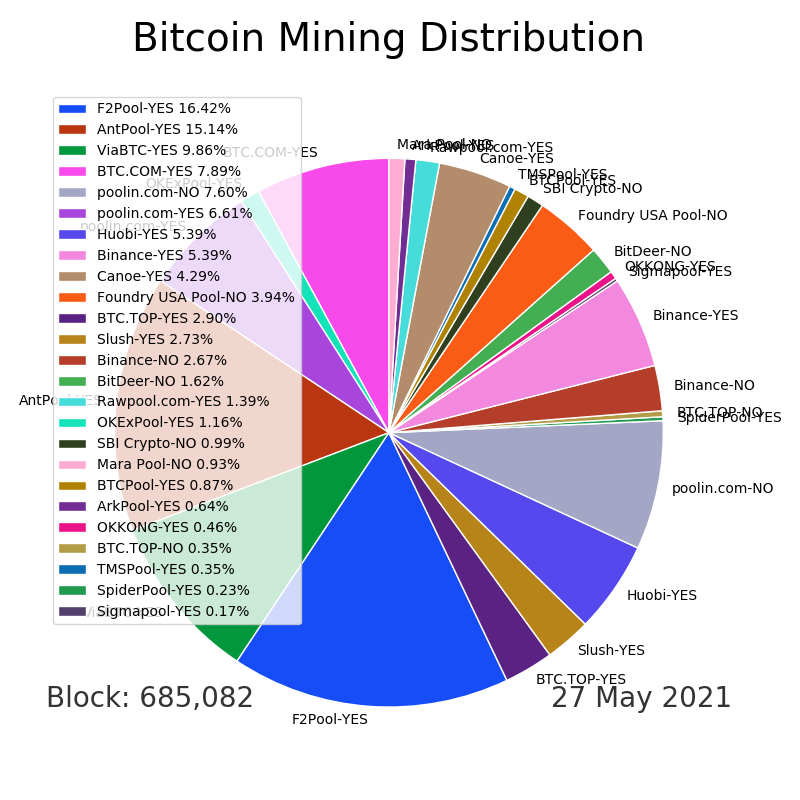 Bitcoin Mining Distribution
F2Pool-YES 16.42%
AntPool-YES 15.14%
ViaBTC-YES 9.86%
BTC.COM-YES 7.89%
poolin.com-NO 7.60%
poolin.com-YES 6.61%
Huobi-YES 5.39%
Binance-YES 5.39%
Canoe-YES 4.29%
Foundry USA Pool-NO 3.94%
BTC.TOP-YES 2.90%
Slush-YES 2.73%
Binance-NO 2.67%
BitDeer-NO 1.62%
Rawpool.com-YES 1.39%
OKExPool-YES 1.16%
SBI Crypto-NO 0.99%
Mara Pool-NO 0.93%
BTCPool-YES 0.87%
ArkPool-YES 0.64%
OKKONG-YES 0.46%
BTC.TOP-NO 0.35%
TMSPool-YES 0.35%
SpiderPool-YES 0.23%
Sigmapool-YES 0.17%
BTC.COM-YES
OKExPool-YES
poolin.com-YES
AntPool-YES
ViaBTC-YES
F2Pool-YES
Mara Pool-NO
ArkPool-YES
Rawpool.com-YES
Canoe-YES
TMSPool-YES
BTCPool-YES
SBI Crypto-NO
Foundry USA Pool-NO
BitDeer-NO
OKKONG-YES
Sigmapool-YES
Binance-YES
Binance-NO
BTC.TOP-NO
SpiderPool-YES
poolin.com-NO
Huobi-YES
Slush-YES
BTC.TOP-YES
Block: 685,082
27 May 2021